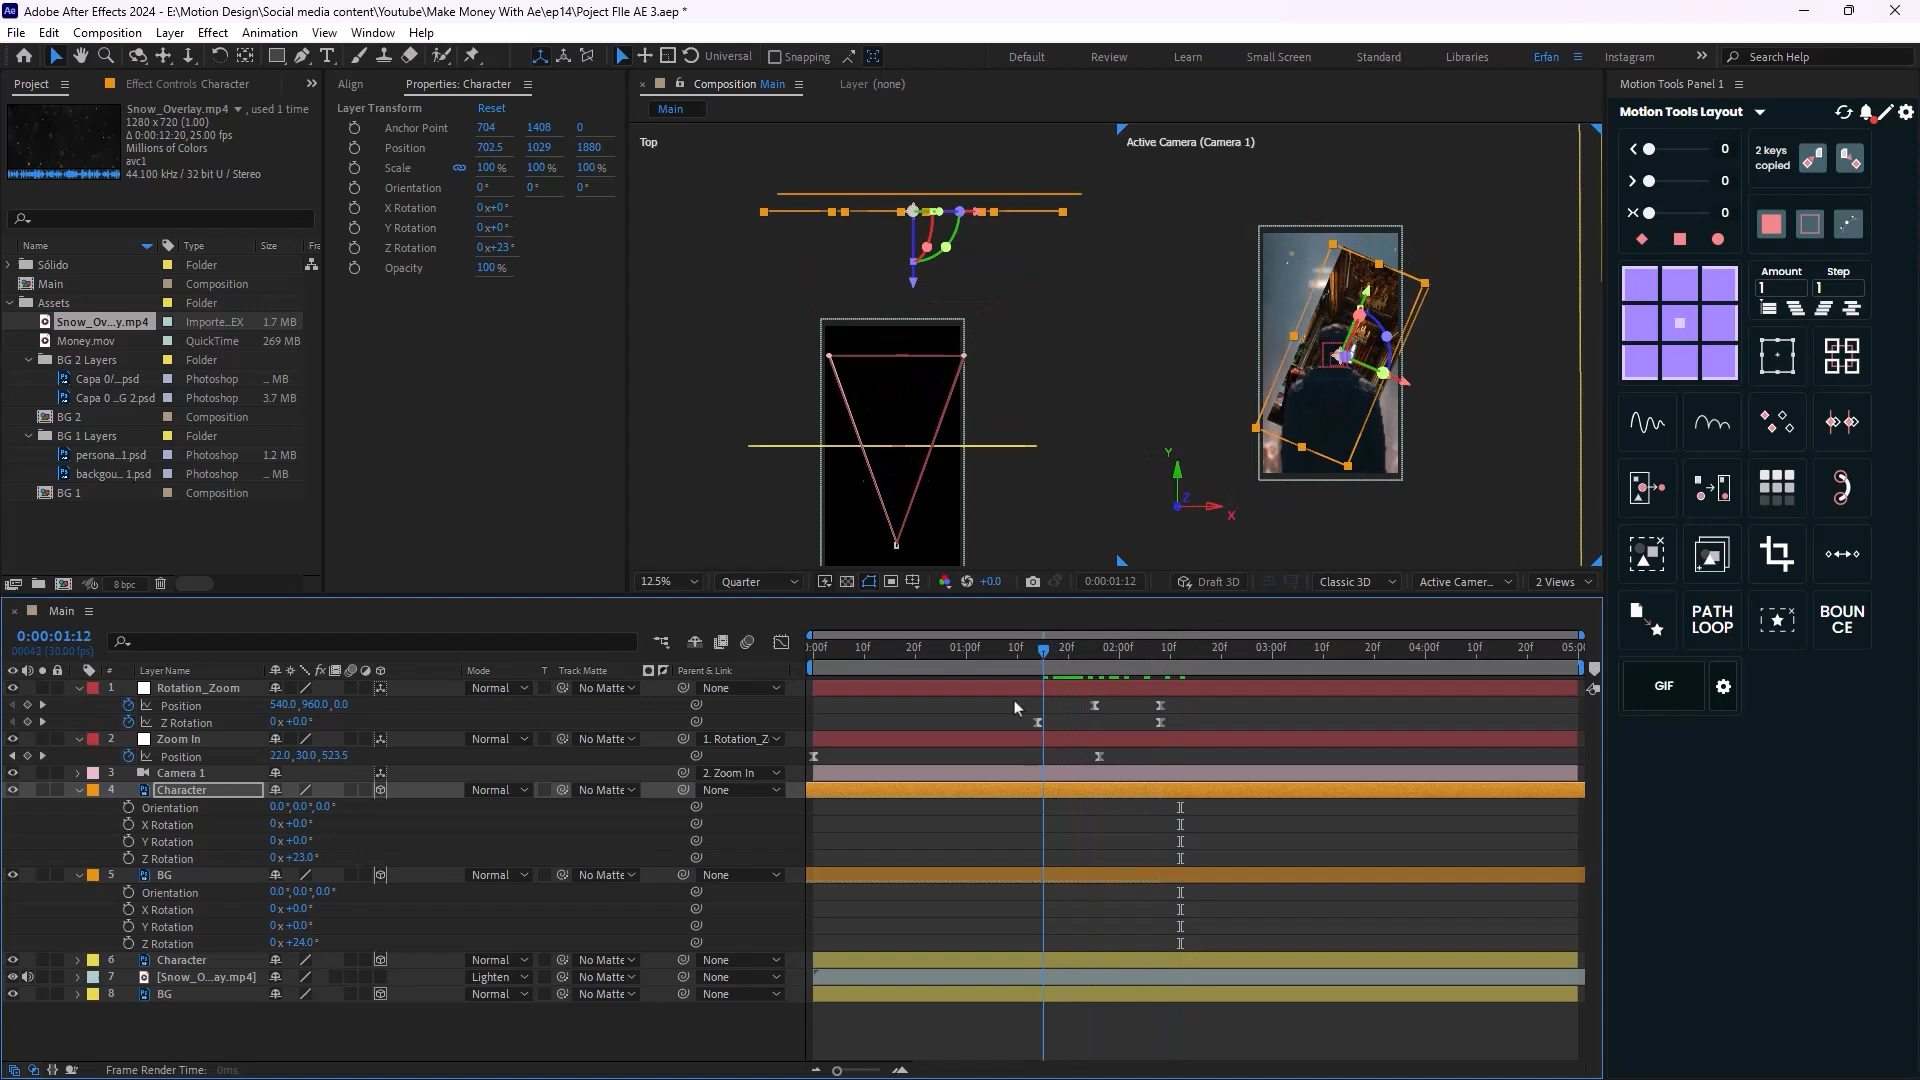 Adobe After Effects 2024 - E:\Motion Design\Social media content\Youtube\Make Money With Ae\ep14\Poject FIle AE 3.aep *
File Edit Composition Layer Effect Animation View Window Help
Universal Snapping Default Review Learn Small Screen Standard Libraries Erfan Instagram Search Help
Project Effect Controls Character Align Properties: Character Composition Main Layer (none) Motion Tools Panel 1
Snow_Overlay.mp4 , used 1 time
1280 x 720 (1.00)
Δ 0:00:12:20, 25.00 fps
Millions of Colors
avc1
44.100 kHz / 32 bit U / Stereo
Name Type Size Fra
Sólido Folder
Main Composition
Assets Folder
Snow_Ov...y.mp4 Importe...EX 1.7 MB
Money.mov QuickTime 269 MB
BG 2 Layers Folder
Capa 0/....psd Photoshop ... MB
Capa 0 ...G 2.psd Photoshop 3.7 MB
BG 2 Composition
BG 1 Layers Folder
persona...1.psd Photoshop 1.2 MB
backgou... 1.psd Photoshop ... MB
BG 1 Composition
8 bpc
Layer Transform Reset
Anchor Point 704 1408 0
Position 702.5 1029 1880
Scale 100 % 100 % 100 %
Orientation 0° 0° 0°
X Rotation 0x+0°
Y Rotation 0x+0°
Z Rotation 0x+23°
Opacity 100 %
Main
Top
Active Camera (Camera 1)
Y
Z
X
12.5% Quarter +0.0 0:00:01:12 Draft 3D Classic 3D Active Camer... 2 Views
Motion Tools Layout
0
0
0
2 keys
copied
Amount Step
1 1
PATH
LOOP
BOUN
CE
GIF
Main
0:00:01:12
00042 (30.00 fps)
):00f 10f 20f 01:00f 10f 20f 02:00f 10f 20f 03:00f 10f 20f 04:00f 10f 20f 05:00
# Layer Name Mode T Track Matte Parent & Link
1 Rotation_Zoom Normal No Matte None
Position 540.0,960.0,0.0
Z Rotation 0x+0.0°
2 Zoom In Normal No Matte 1. Rotation_Z
Position 22.0,30.0,523.5
3 Camera 1 2. Zoom In
4 Character Normal No Matte None
Orientation 0.0°,0.0°,0.0°
X Rotation 0x+0.0°
Y Rotation 0x+0.0°
Z Rotation 0x+23.0°
5 BG Normal No Matte None
Orientation 0.0°,0.0°,0.0°
X Rotation 0x+0.0°
Y Rotation 0x+0.0°
Z Rotation 0x+24.0°
6 Character Normal No Matte None
7 [Snow_O...ay.mp4] Lighten No Matte None
8 BG Normal No Matte None
Frame Render Time: 0ms